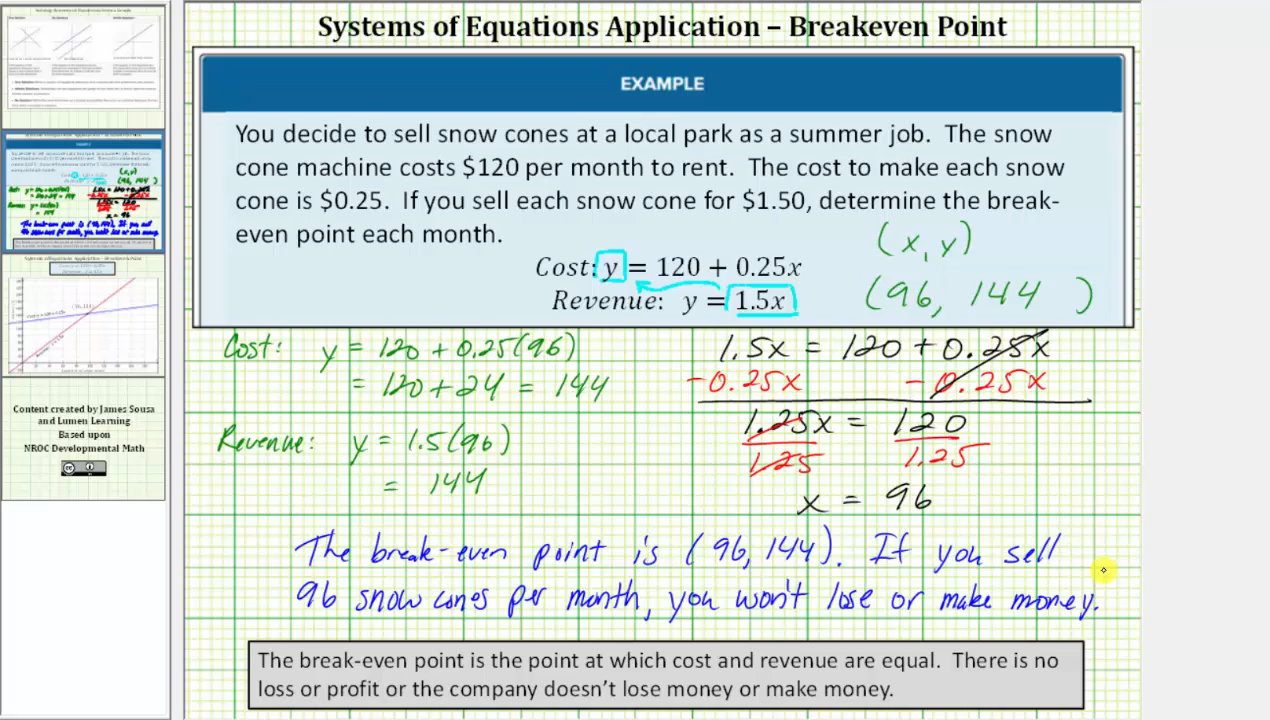 Systems of Equations Application – Breakeven Point
EXAMPLE
You decide to sell snow cones at a local park as a summer job. The snow
cone machine costs $120 per month to rent. The cost to make each snow
cone is $0.25. If you sell each snow cone for $1.50, determine the break-
even point each month.
(x, y)
Cost: y = 120 + 0.25x
Revenue: y = 1.5x
(96, 144)
Cost: y = 120 + 0.25(96)
= 120 + 24 = 144
Revenue: y = 1.5(96)
= 144
1.5x = 120 + 0.25x
-0.25x - 0.25x
1.25x = 120
1.25 1.25
x = 96
The break-even point is (96, 144). If you sell
96 snow cones per month, you won't lose or make money.
The break-even point is the point at which cost and revenue are equal. There is no
loss or profit or the company doesn't lose money or make money.
Content created by James Sousa
and Lumen Learning
Based upon
NROC Developmental Math